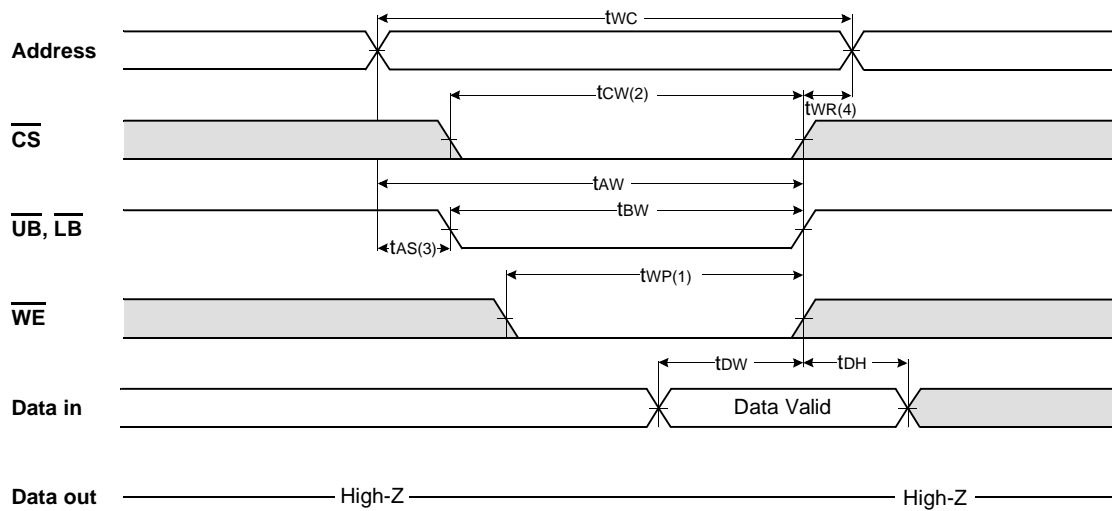 tWC
Address
tCW(2)
tWR(4)
CS
tAW
UB, LB
tBW
tAS(3)
tWP(1)
WE
tDW
tDH
Data in
Data Valid
Data out
High-Z
High-Z